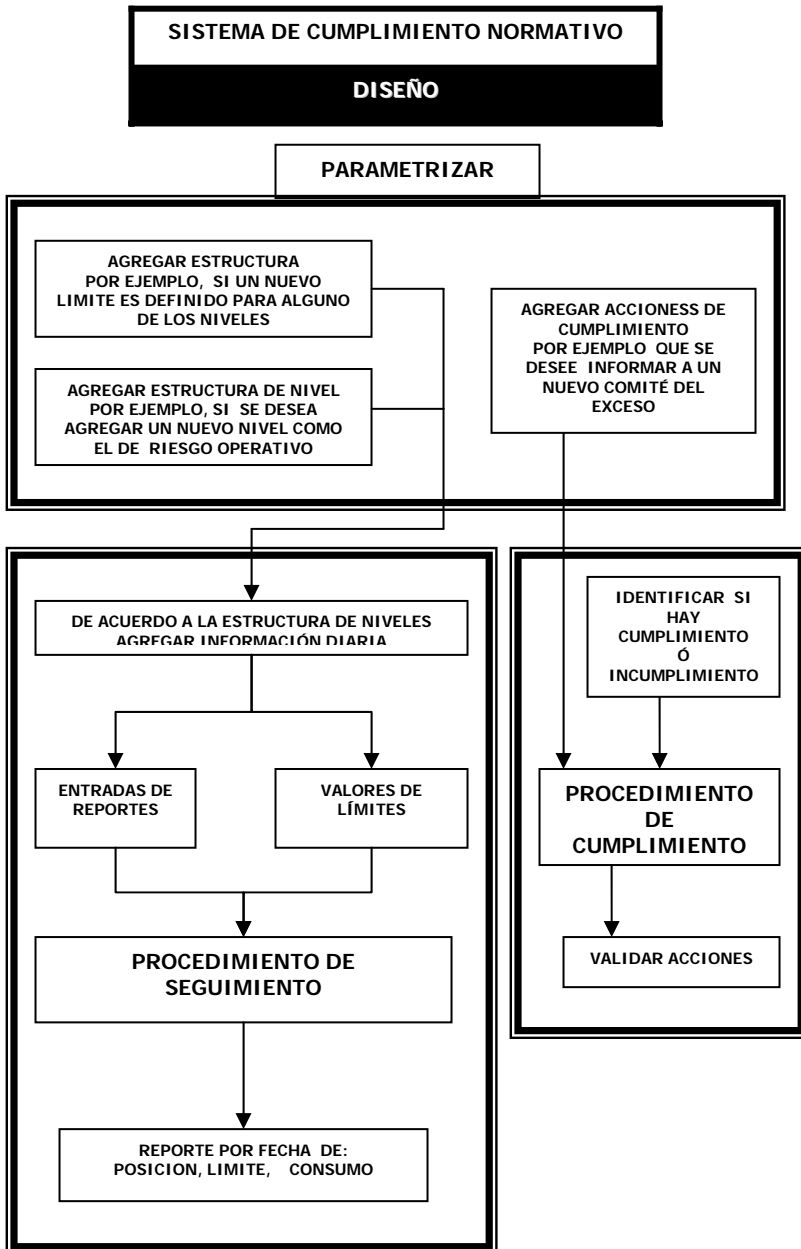 SISTEMA DE CUMPLIMIENTO NORMATIVO
DISEÑO
PARAMETRIZAR
AGREGAR ESTRUCTURA
POR EJEMPLO, SI UN NUEVO
LIMITE ES DEFINIDO PARA ALGUNO
DE LOS NIVELES
AGREGAR ESTRUCTURA DE NIVEL
POR EJEMPLO, SI SE DESEA
AGREGAR UN NUEVO NIVEL COMO
EL DE RIESGO OPERATIVO
AGREGAR ACCIONESS DE
CUMPLIMIENTO
POR EJEMPLO QUE SE
DESEE INFORMAR A UN
NUEVO COMITÉ DEL
EXCESO
DE ACUERDO A LA ESTRUCTURA DE NIVELES
AGREGAR INFORMACIÓN DIARIA
ENTRADAS DE
REPORTES
VALORES DE
LÍMITES
PROCEDIMIENTO DE
SEGUIMIENTO
REPORTE POR FECHA DE:
POSICION, LIMITE, CONSUMO
IDENTIFICAR SI
HAY
CUMPLIMIENTO
Ó
INCUMPLIMIENTO
PROCEDIMIENTO
DE
CUMPLIMIENTO
VALIDAR ACCIONES